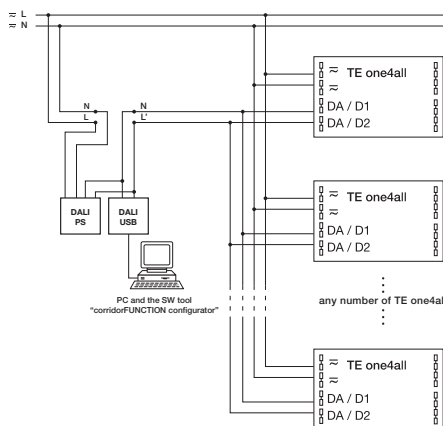 ≂ L
≂ N
≂ TE one4all
≂
DA / D1
DA / D2
N
L
N
L'
DALI
PS
DALI
USB
PC and the SW tool
"corridorFUNCTION configurator"
≂ TE one4all
≂
DA / D1
DA / D2
any number of TE one4al
≂ TE one4all
≂
DA / D1
DA / D2